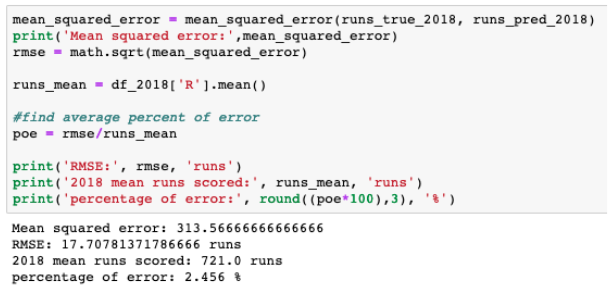 mean_squared_error = mean_squared_error(runs_true_2018, runs_pred_2018)
print('Mean squared error:',mean_squared_error)
rmse = math.sqrt(mean_squared_error)
runs_mean = df_2018['R'].mean()
#find average percent of error
poe = rmse/runs_mean
print('RMSE:', rmse, 'runs')
print('2018 mean runs scored:', runs_mean, 'runs')
print('percentage of error:', round((poe*100),3), '%')
Mean squared error: 313.56666666666666
RMSE: 17.70781371786666 runs
2018 mean runs scored: 721.0 runs
percentage of error: 2.456 %